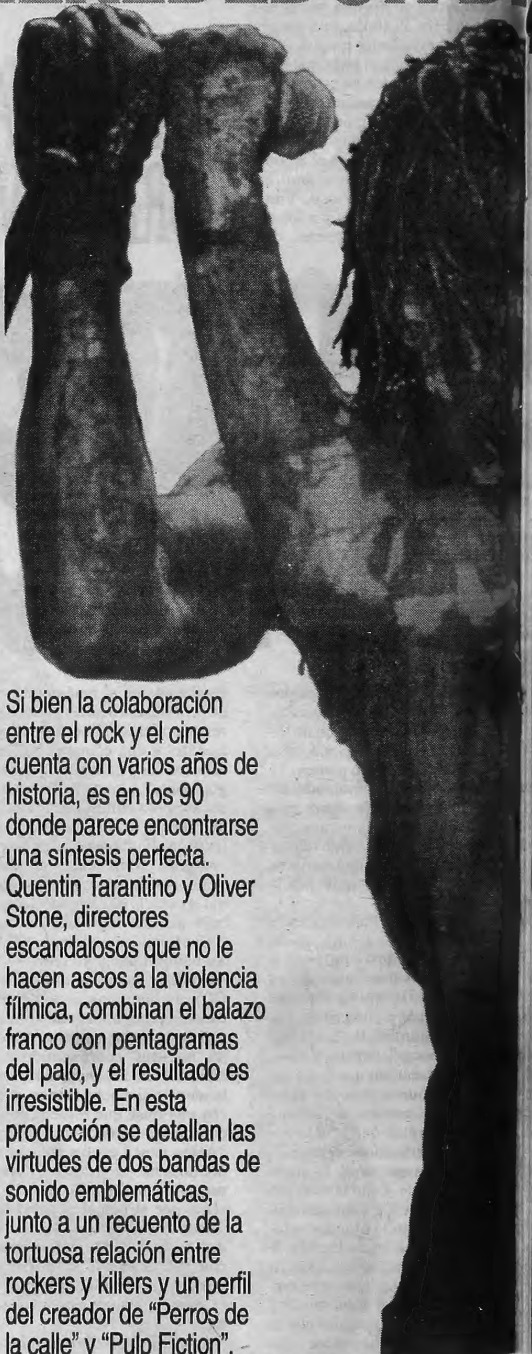 Si bien la colaboración
entre el rock y el cine
cuenta con varios años de
historia, es en los 90
donde parece encontrarse
una síntesis perfecta.
Quentin Tarantino y Oliver
Stone, directores
escandalosos que no le
hacen ascos a la violencia
fílmica, combinan el balazo
franco con pentagramas
del palo, y el resultado es
irresistible. En esta
producción se detallan las
virtudes de dos bandas de
sonido emblemáticas,
junto a un recuento de la
tortuosa relación entre
rockers y killers y un perfil
del creador de “Perros de
la calle” y “Pulp Fiction”.